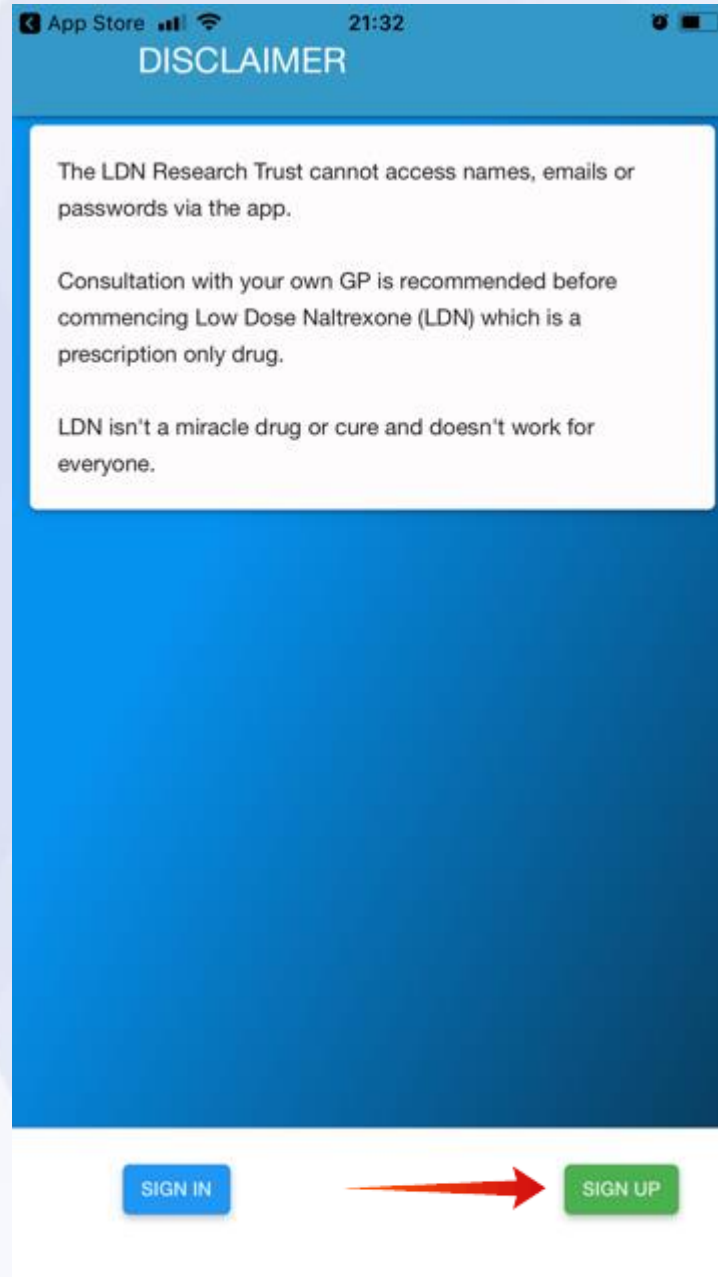 App Store 21:32
DISCLAIMER
The LDN Research Trust cannot access names, emails or
passwords via the app.
Consultation with your own GP is recommended before
commencing Low Dose Naltrexone (LDN) which is a
prescription only drug.
LDN isn't a miracle drug or cure and doesn't work for
everyone.
SIGN IN SIGN UP